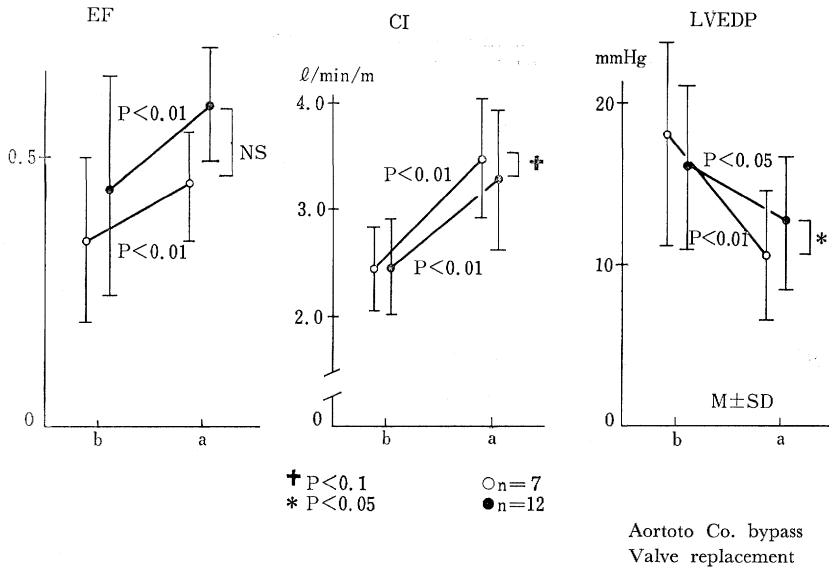 EF
P<0.01
NS
0.5
P<0.01
0
b
a
CI
ℓ/min/m
4.0
P<0.01
✝
3.0
P<0.01
2.0
0
b
a
LVEDP
mmHg
20
P<0.05
P<0.01
*
10
M±SD
0
b
a
✝ P<0.1
* P<0.05
○n=7
●n=12
Aortoto Co. bypass
Valve replacement